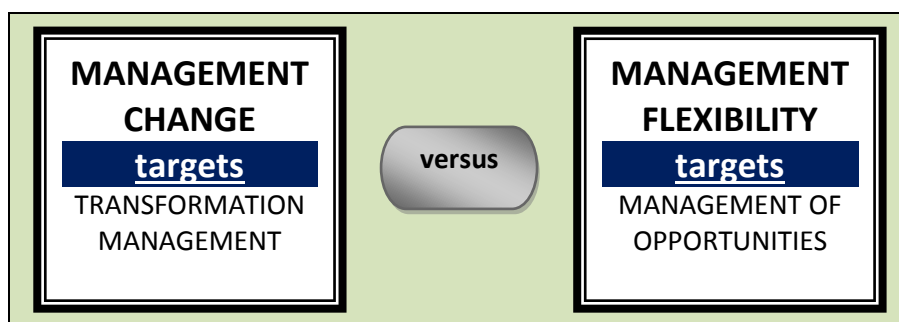 MANAGEMENT
CHANGE
targets
TRANSFORMATION
MANAGEMENT
versus
MANAGEMENT
FLEXIBILITY
targets
MANAGEMENT OF
OPPORTUNITIES